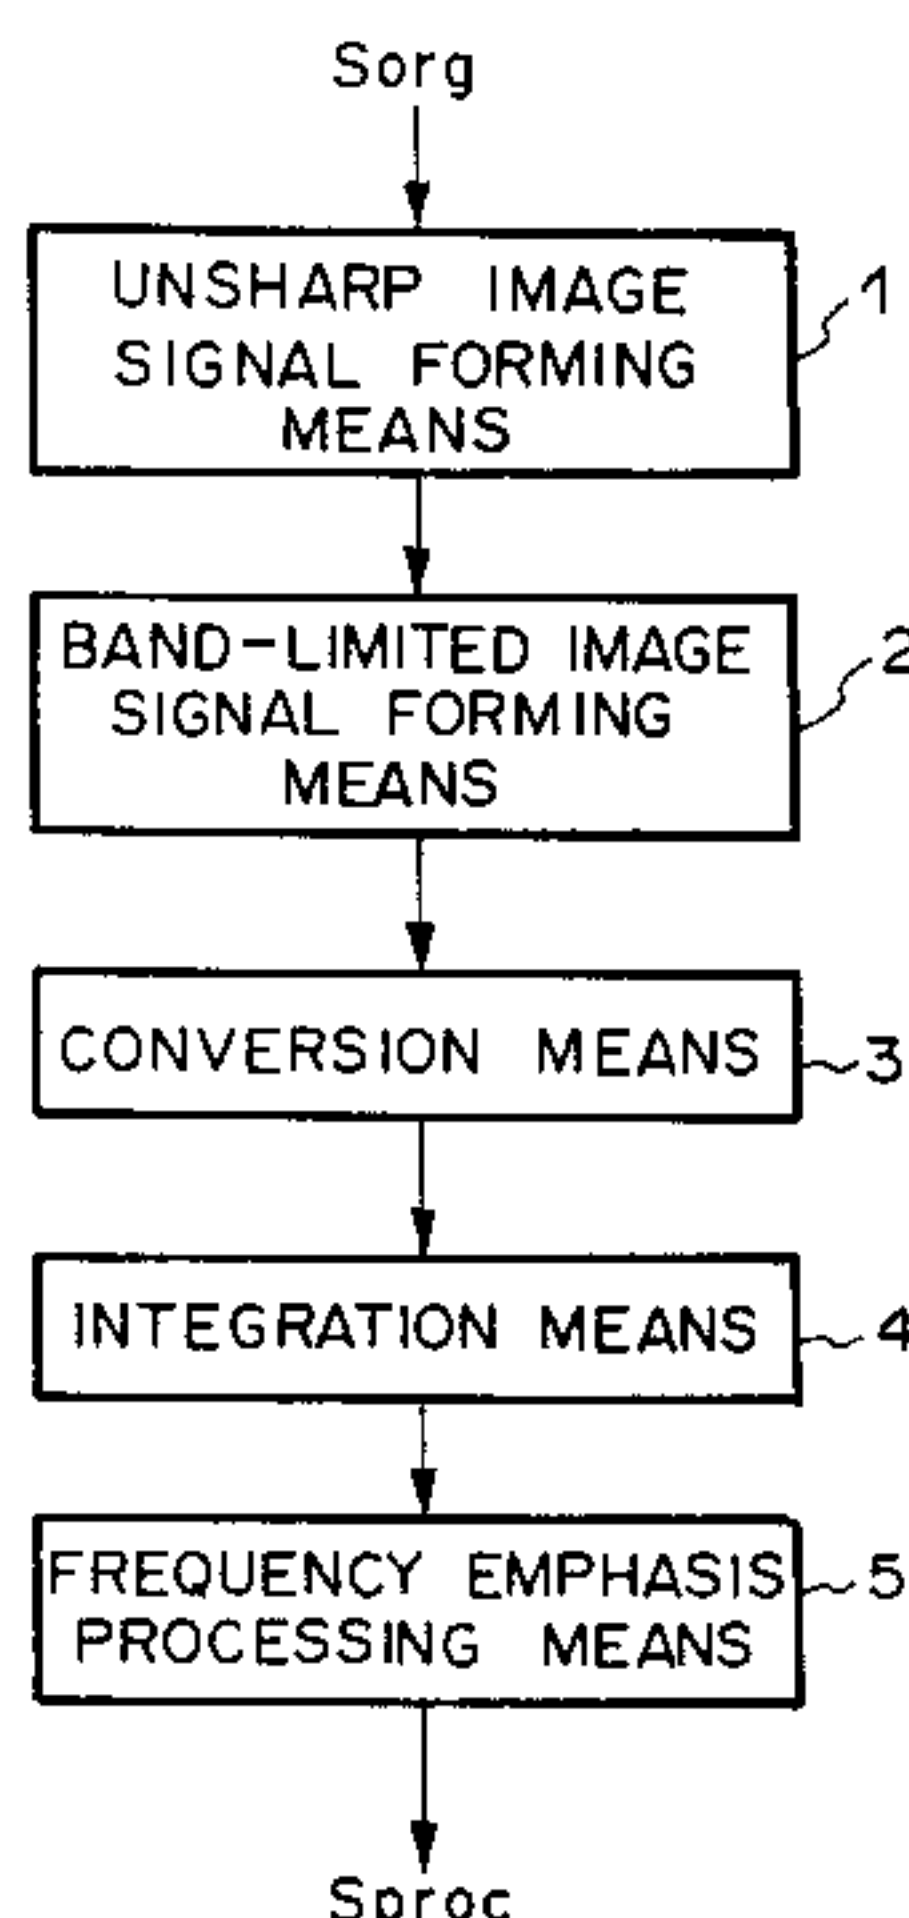 Sorg
UNSHARP IMAGE
SIGNAL FORMING
MEANS
1
BAND-LIMITED IMAGE
SIGNAL FORMING
MEANS
2
CONVERSION MEANS
3
INTEGRATION MEANS
4
FREQUENCY EMPHASIS
PROCESSING MEANS
5
Sproc